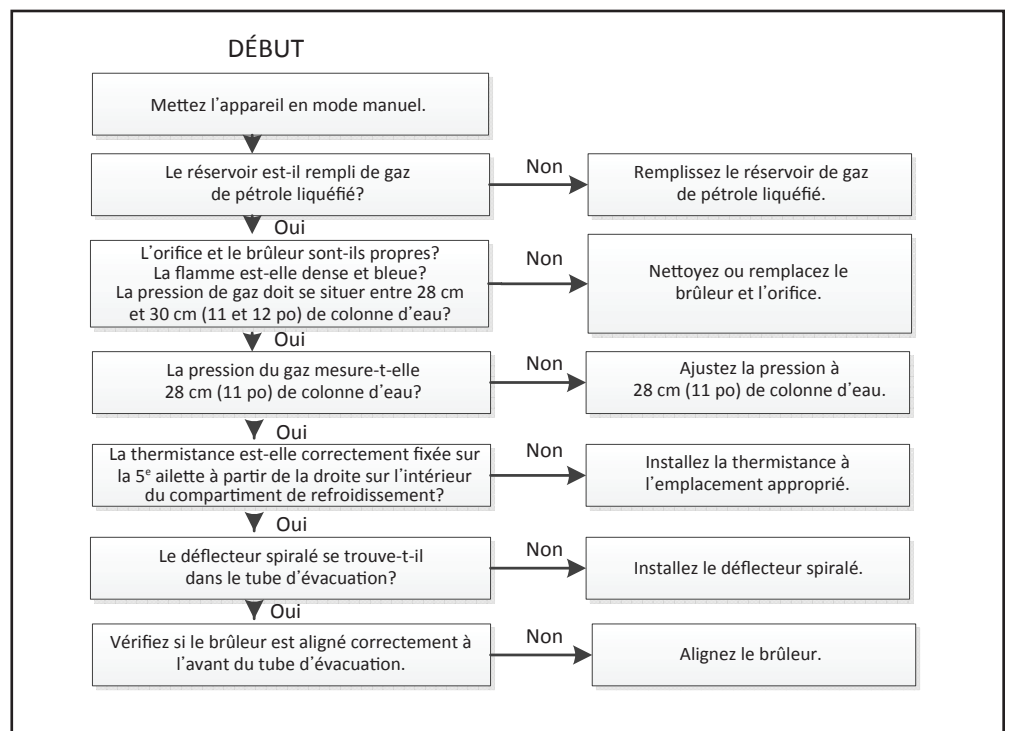 DÉBUT
Mettez l'appareil en mode manuel.
Le réservoir est-il rempli de gaz
de pétrole liquéfié?
Non
Remplissez le réservoir de gaz
de pétrole liquéfié.
Oui
L'orifice et le brûleur sont-ils propres?
La flamme est-elle dense et bleue?
La pression de gaz doit se situer entre 28 cm
et 30 cm (11 et 12 po) de colonne d'eau?
Non
Nettoyez ou remplacez le
brûleur et l'orifice.
Oui
La pression du gaz mesure-t-elle
28 cm (11 po) de colonne d'eau?
Non
Ajustez la pression à
28 cm (11 po) de colonne d'eau.
Oui
La thermistance est-elle correctement fixée sur
la 5e ailette à partir de la droite sur l'intérieur
du compartiment de refroidissement?
Non
Installez la thermistance à
l'emplacement approprié.
Oui
Le déflecteur spiralé se trouve-t-il
dans le tube d'évacuation?
Non
Installez le déflecteur spiralé.
Oui
Vérifiez si le brûleur est aligné correctement à
l'avant du tube d'évacuation.
Non
Alignez le brûleur.